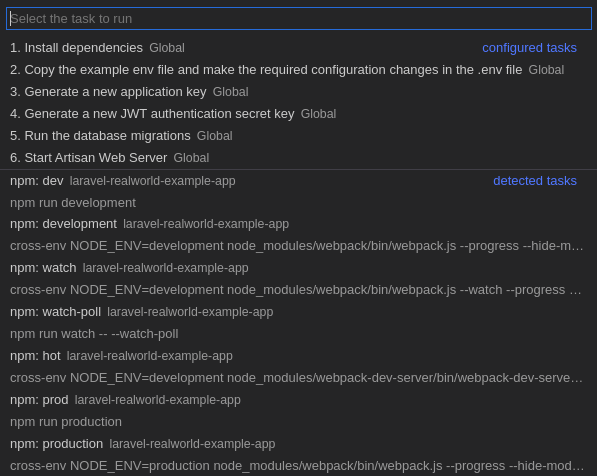 Select the task to run
1. Install dependencies Global configured tasks
2. Copy the example env file and make the required configuration changes in the .env file Global
3. Generate a new application key Global
4. Generate a new JWT authentication secret key Global
5. Run the database migrations Global
6. Start Artisan Web Server Global
npm: dev laravel-realworld-example-app detected tasks
npm run development
npm: development laravel-realworld-example-app
cross-env NODE_ENV=development node_modules/webpack/bin/webpack.js --progress --hide-m…
npm: watch laravel-realworld-example-app
cross-env NODE_ENV=development node_modules/webpack/bin/webpack.js --watch --progress …
npm: watch-poll laravel-realworld-example-app
npm run watch -- --watch-poll
npm: hot laravel-realworld-example-app
cross-env NODE_ENV=development node_modules/webpack-dev-server/bin/webpack-dev-serve…
npm: prod laravel-realworld-example-app
npm run production
npm: production laravel-realworld-example-app
cross-env NODE_ENV=production node_modules/webpack/bin/webpack.js --progress --hide-mod…